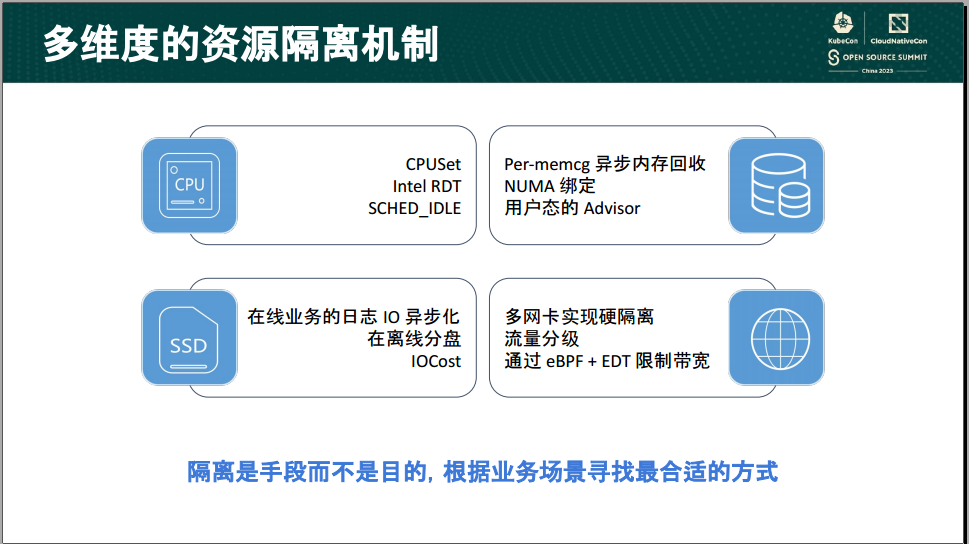 多维度的资源隔离机制
KubeCon
CloudNativeCon
OPEN SOURCE SUMMIT
China 2023
CPU
CPUSet
Intel RDT
SCHED_IDLE
Per-memcg 异步内存回收
NUMA 绑定
用户态的 Advisor
SSD
在线业务的日志 IO 异步化
在离线分盘
IOCost
多网卡实现硬隔离
流量分级
通过 eBPF + EDT 限制带宽
隔离是手段而不是目的, 根据业务场景寻找最合适的方式